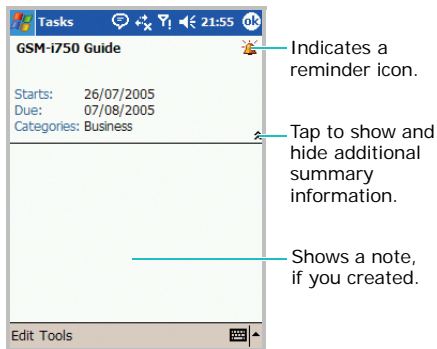 Tasks 21:55 ok
GSM-i750 Guide
Indicates a
reminder icon.
Starts: 26/07/2005
Due: 07/08/2005
Categories: Business
Tap to show and
hide additional
summary
information.
Shows a note,
if you created.
Edit Tools